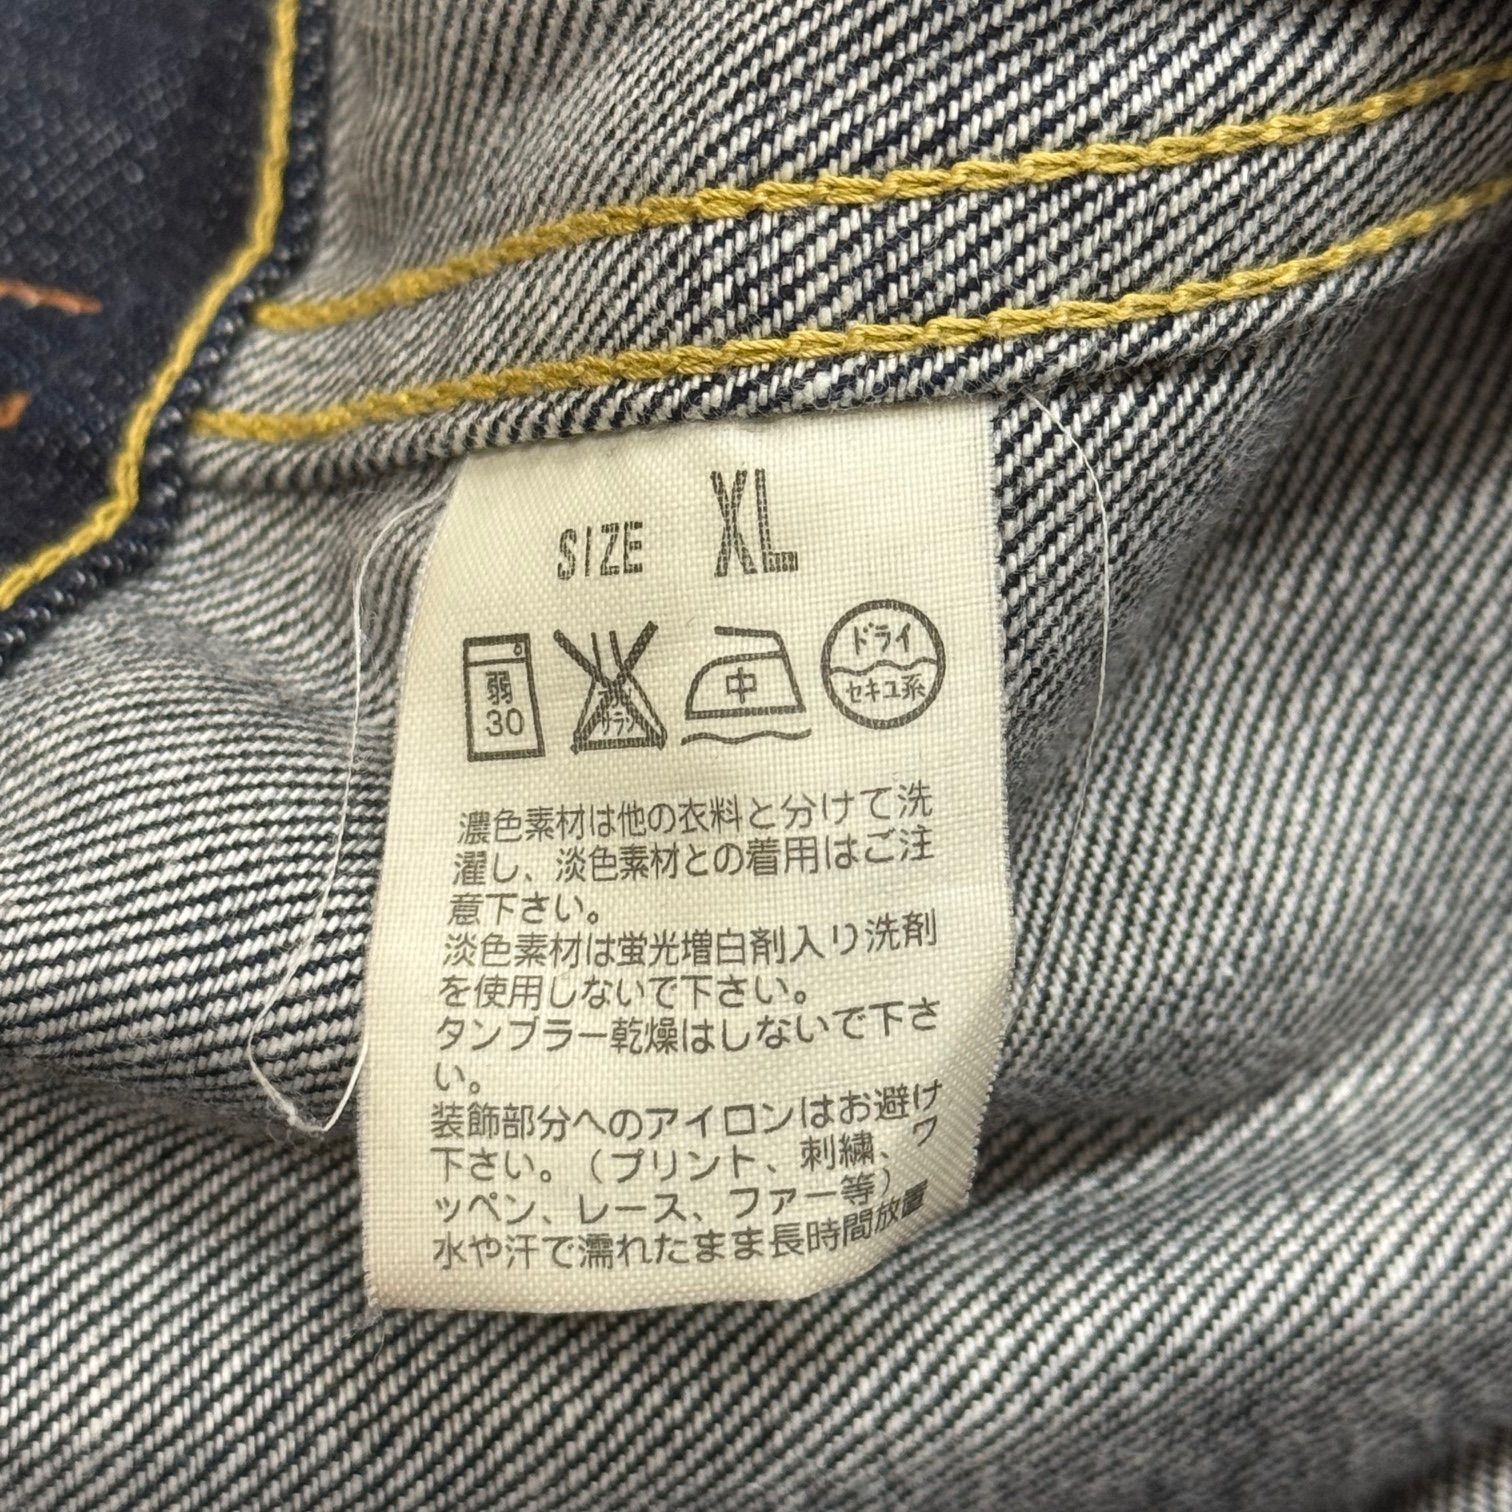 SIZE XL
弱 30
エンソ サラシ
中
ドライ セキユ系
濃色素材は他の衣料と分けて洗
濯し、淡色素材との着用はご注
意下さい。
淡色素材は蛍光増白剤入り洗剤
を使用しないで下さい。
タンブラー乾燥はしないで下さ
い。
装飾部分へのアイロンはお避け
下さい。（プリント、刺繍、ワ
ッペン、レース、ファー等）
水や汗で濡れたまま長時間放置